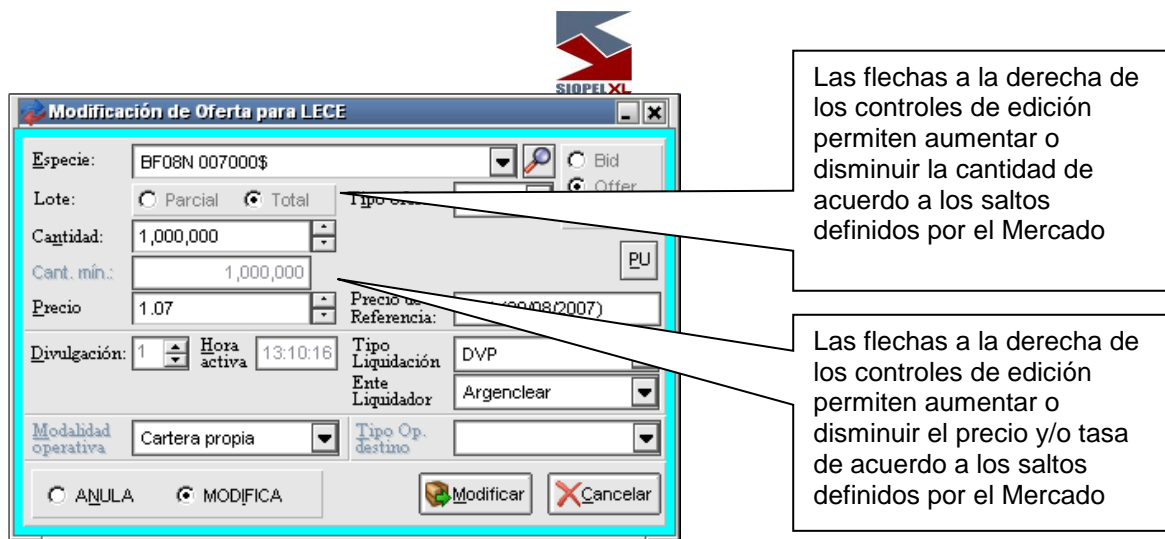 SIOPEL XL
Modificación de Oferta para LECE
Especie: BF08N 007000$ Bid
Offer
Lote: Parcial Total
Cantidad: 1,000,000
PU
Cant. mín.: 1,000,000
Precio 1.07 Precio de Referencia: /08/2007)
Divulgación: 1 Hora activa 13:10:16 Tipo Liquidación DVP
Ente Liquidador Argenclear
Modalidad operativa Cartera propia Tipo Op. destino
ANULA MODIFICA Modificar Cancelar
Las flechas a la derecha de
los controles de edición
permiten aumentar o
disminuir la cantidad de
acuerdo a los saltos
definidos por el Mercado
Las flechas a la derecha de
los controles de edición
permiten aumentar o
disminuir el precio y/o tasa
de acuerdo a los saltos
definidos por el Mercado